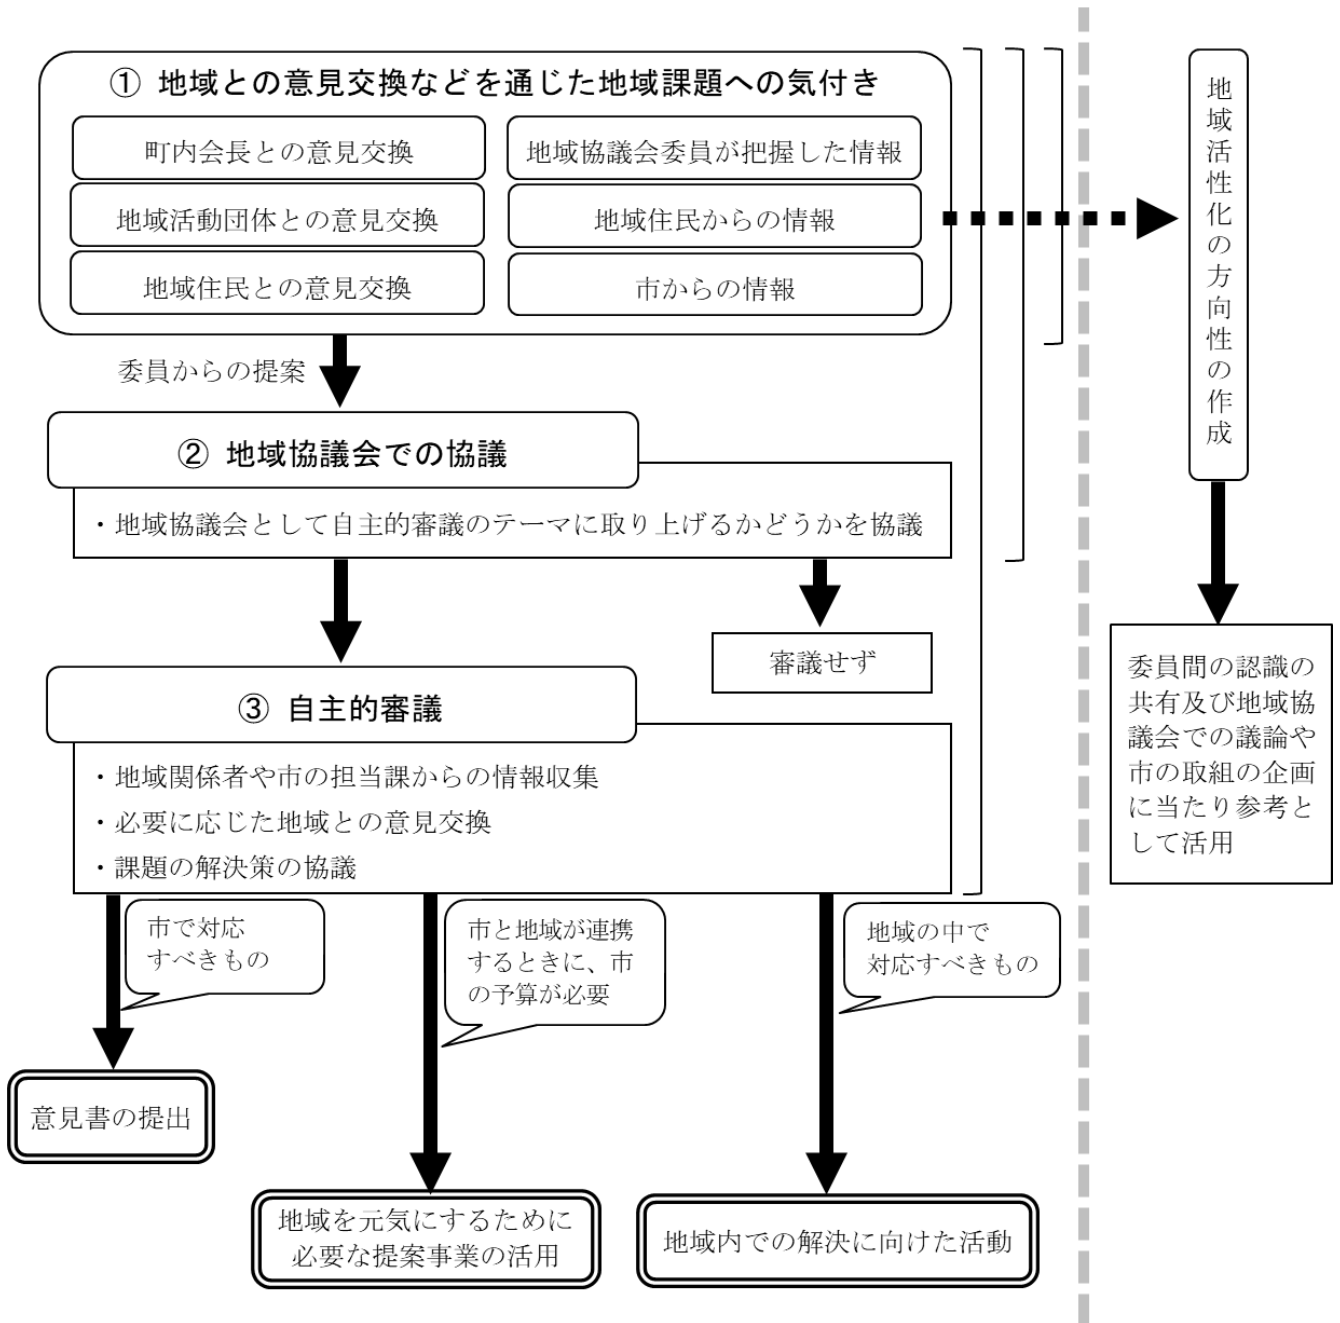 ① 地域との意見交換などを通じた地域課題への気付き
町内会長との意見交換
地域協議会委員が把握した情報
地域活動団体との意見交換
地域住民からの情報
地域住民との意見交換
市からの情報
委員からの提案
② 地域協議会での協議
・地域協議会として自主的審議のテーマに取り上げるかどうかを協議
審議せず
③ 自主的審議
・地域関係者や市の担当課からの情報収集
・必要に応じた地域との意見交換
・課題の解決策の協議
市で対応
すべきもの
市と地域が連携
するときに、市
の予算が必要
地域の中で
対応すべきもの
意見書の提出
地域を元気にするために
必要な提案事業の活用
地域内での解決に向けた活動
地域活性化の方向性の作成
委員間の認識の
共有及び地域協
議会での議論や
市の取組の企画
に当たり参考と
して活用